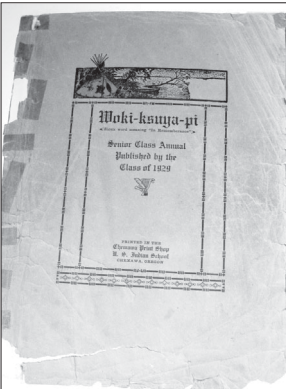 Woki-ksuya-pi
Senior Class Annual
Published by the
Class of 1929
PRINTED IN THE
Chemawa Print Shop
U. S. Indian School
CHEMAWA, OREGON